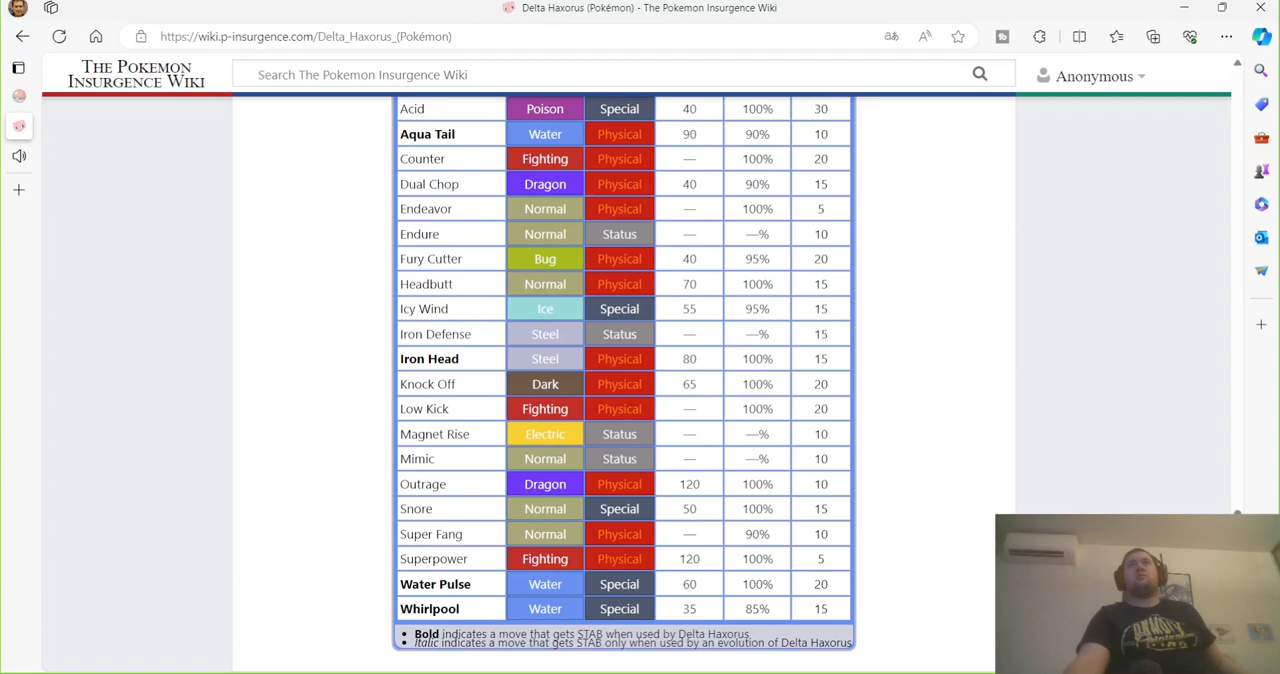 Delta Haxorus (Pokémon) - The Pokemon Insurgence Wiki
https://wiki.p-insurgence.com/Delta_Haxorus_(Pokémon)
THE POKEMON
INSURGENCE WIKI
Search The Pokemon Insurgence Wiki
Anonymous
Acid Poison Special 40 100% 30
Aqua Tail Water Physical 90 90% 10
Counter Fighting Physical — 100% 20
Dual Chop Dragon Physical 40 90% 15
Endeavor Normal Physical — 100% 5
Endure Normal Status — —% 10
Fury Cutter Bug Physical 40 95% 20
Headbutt Normal Physical 70 100% 15
Icy Wind Ice Special 55 95% 15
Iron Defense Steel Status — —% 15
Iron Head Steel Physical 80 100% 15
Knock Off Dark Physical 65 100% 20
Low Kick Fighting Physical — 100% 20
Magnet Rise Electric Status — —% 10
Mimic Normal Status — —% 10
Outrage Dragon Physical 120 100% 10
Snore Normal Special 50 100% 15
Super Fang Normal Physical — 90% 10
Superpower Fighting Physical 120 100% 5
Water Pulse Water Special 60 100% 20
Whirlpool Water Special 35 85% 15
• Bold indicates a move that gets STAB when used by Delta Haxorus.
• Italic indicates a move that gets STAB only when used by an evolution of Delta Haxorus